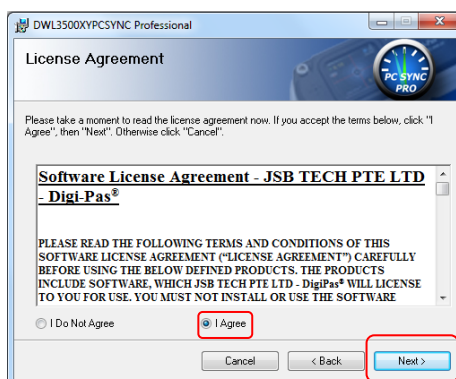 DWL3500XYPCSYNC Professional
License Agreement
PC SYNC
PRO
Please take a moment to read the license agreement now. If you accept the terms below, click "I
Agree", then "Next". Otherwise click "Cancel".
Software License Agreement - JSB TECH PTE LTD
- Digi-Pas®
PLEASE READ THE FOLLOWING TERMS AND CONDITIONS OF THIS
SOFTWARE LICENSE AGREEMENT ("LICENSE AGREEMENT") CAREFULLY
BEFORE USING THE BELOW DEFINED PRODUCTS. THE PRODUCTS
INCLUDE SOFTWARE, WHICH JSB TECH PTE LTD - DigiPas® WILL LICENSE
TO YOU FOR USE. YOU MUST NOT INSTALL OR USE THE SOFTWARE
I Do Not Agree
I Agree
Cancel
< Back
Next >